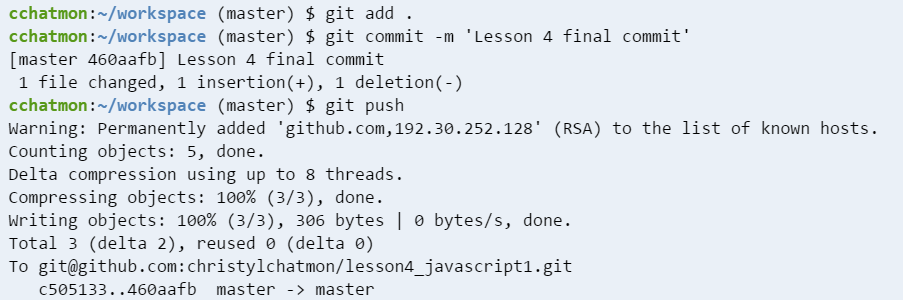 cchatmon:~/workspace (master) $ git add .
cchatmon:~/workspace (master) $ git commit -m 'Lesson 4 final commit'
[master 460aafb] Lesson 4 final commit
 1 file changed, 1 insertion(+), 1 deletion(-)
cchatmon:~/workspace (master) $ git push
Warning: Permanently added 'github.com,192.30.252.128' (RSA) to the list of known hosts.
Counting objects: 5, done.
Delta compression using up to 8 threads.
Compressing objects: 100% (3/3), done.
Writing objects: 100% (3/3), 306 bytes | 0 bytes/s, done.
Total 3 (delta 2), reused 0 (delta 0)
To git@github.com:christylchatmon/lesson4_javascript1.git
   c505133..460aafb  master -> master